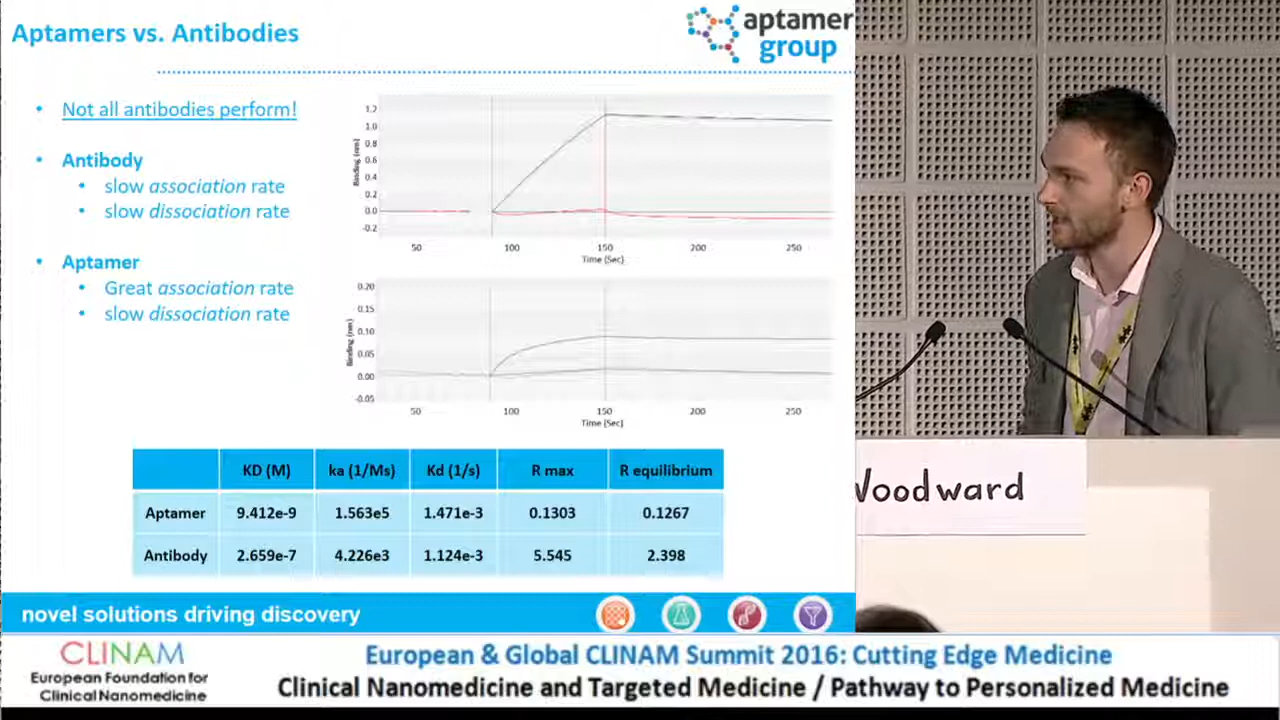 Aptamers vs. Antibodies
aptamer
group
• Not all antibodies perform!
• Antibody
• slow association rate
• slow dissociation rate
• Aptamer
• Great association rate
• slow dissociation rate
1.2
1.0
0.8
0.6
0.4
0.2
0.0
-0.2
Binding (nm)
50 100 150 200 250
Time (Sec)
0.20
0.15
0.10
0.05
0.00
-0.05
Binding (nm)
50 100 150 200 250
Time (Sec)
KD (M) ka (1/Ms) Kd (1/s) R max R equilibrium
Aptamer 9.412e-9 1.563e5 1.471e-3 0.1303 0.1267
Antibody 2.659e-7 4.226e3 1.124e-3 5.545 2.398
novel solutions driving discovery
Woodward
CLINAM
European Foundation for
Clinical Nanomedicine
European & Global CLINAM Summit 2016: Cutting Edge Medicine
Clinical Nanomedicine and Targeted Medicine / Pathway to Personalized Medicine